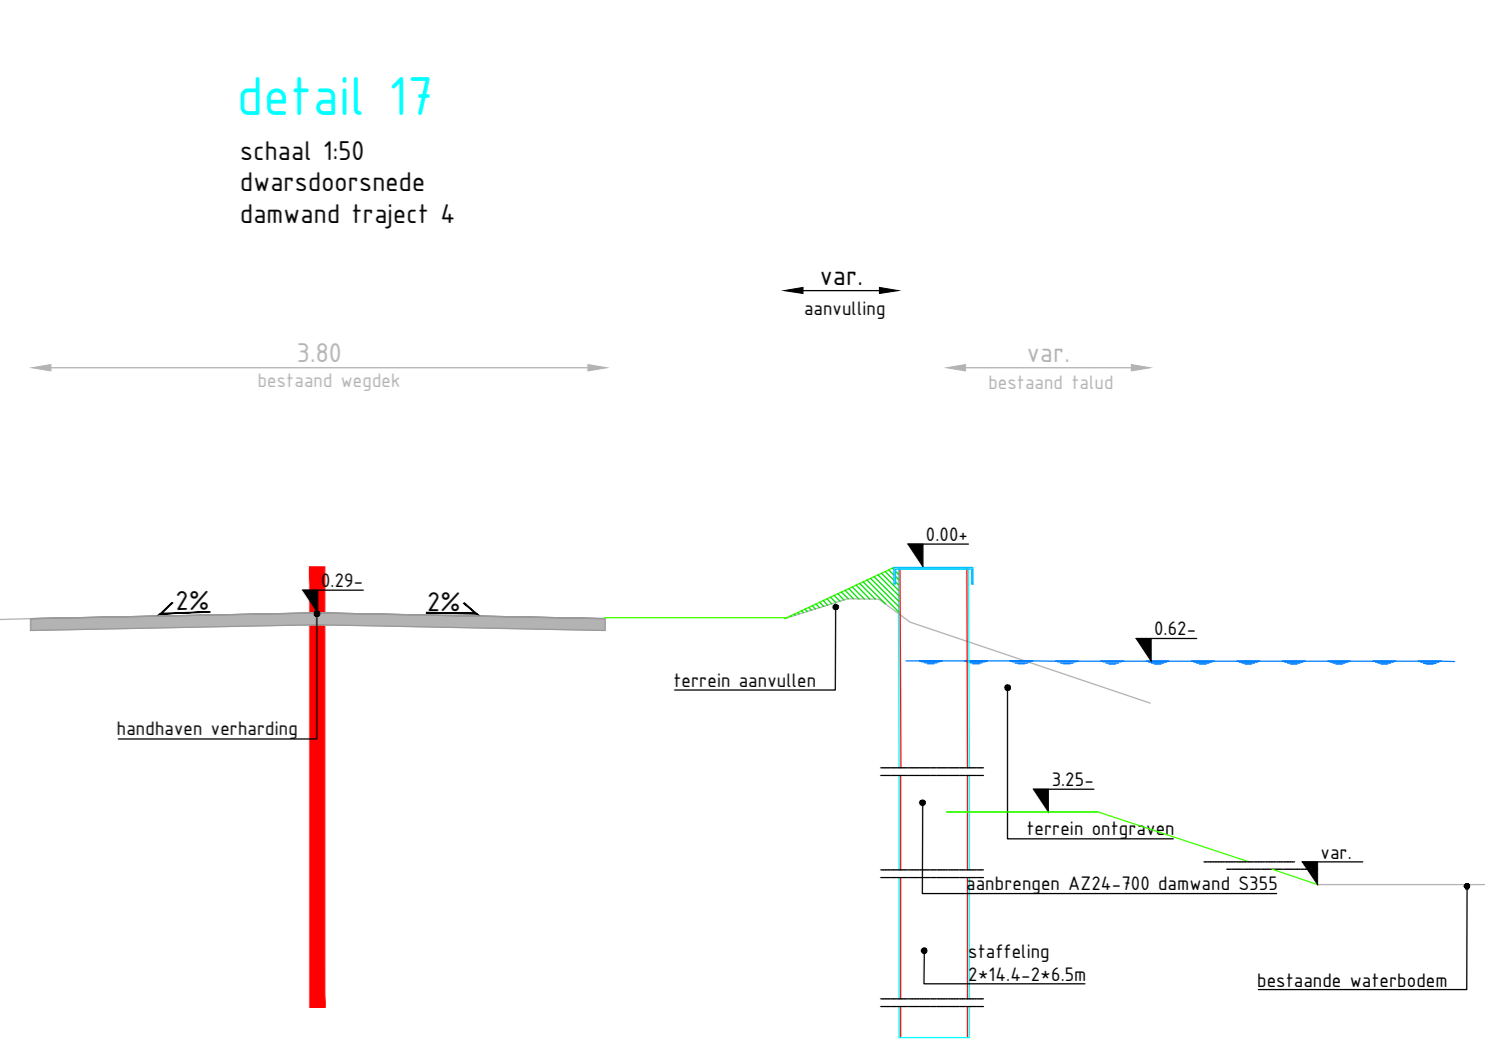 detail 17
schaal 1:50
dwarsdoorsnede
damwand traject 4
var.
aanvulling
3.80
bestaand wegdek
var.
bestaand talud
0.00+
0.29-
2%
2%
0.62-
terrein aanvullen
handhaven verharding
3.25-
terrein ontgraven
var.
aanbrengen AZ24-700 damwand S355
staffeling
2*14.4-2*6.5m
bestaande waterbodem